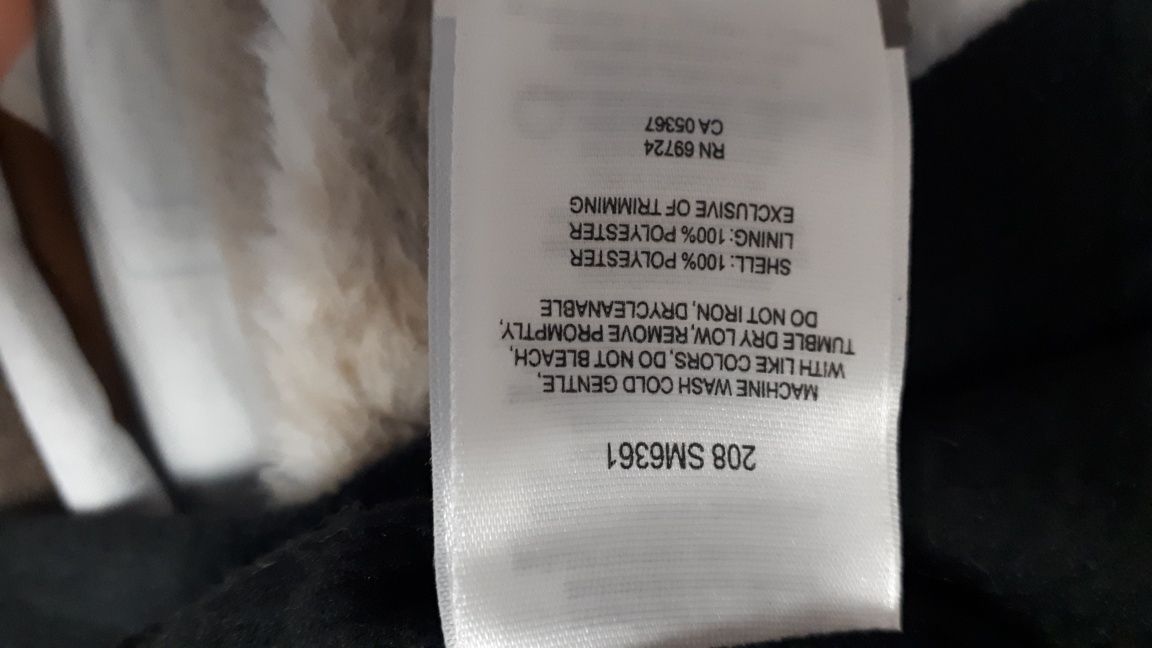 208 SM6361
MACHINE WASH COLD GENTLE,
WITH LIKE COLORS, DO NOT BLEACH,
TUMBLE DRY LOW, REMOVE PROMPTLY,
DO NOT IRON, DRYCLEANABLE
SHELL: 100% POLYESTER
LINING: 100% POLYESTER
EXCLUSIVE OF TRIMMING
RN 69724
CA 05367